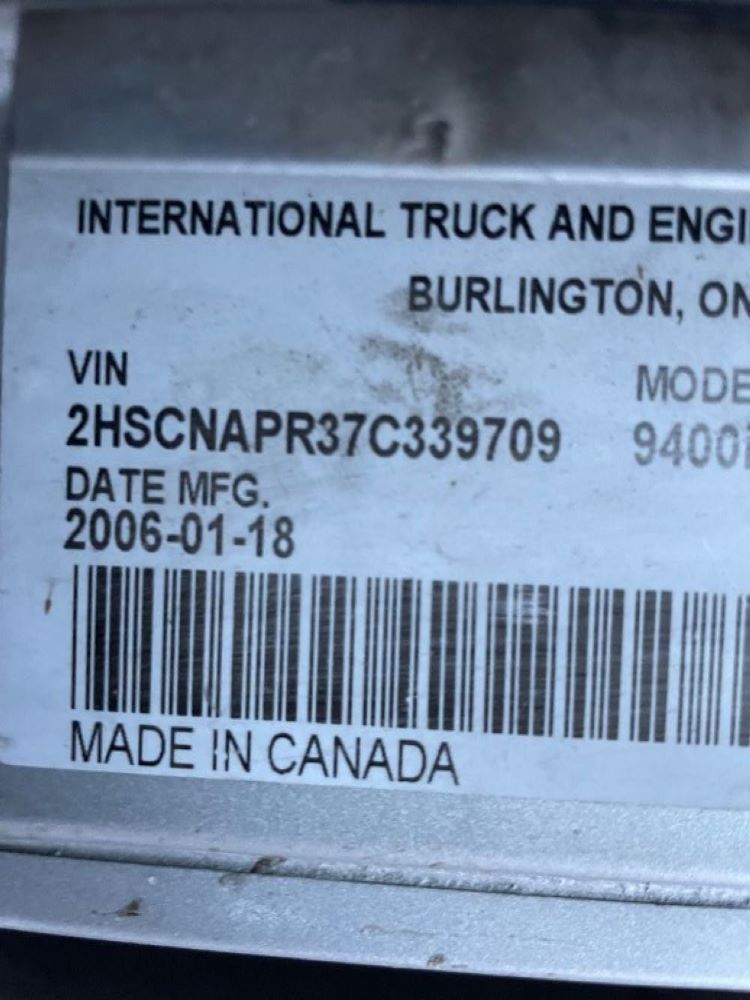 INTERNATIONAL TRUCK AND ENGI
BURLINGTON, ON
VIN
MODE
2HSCNAPR37C339709
9400
DATE MFG.
2006-01-18
MADE IN CANADA